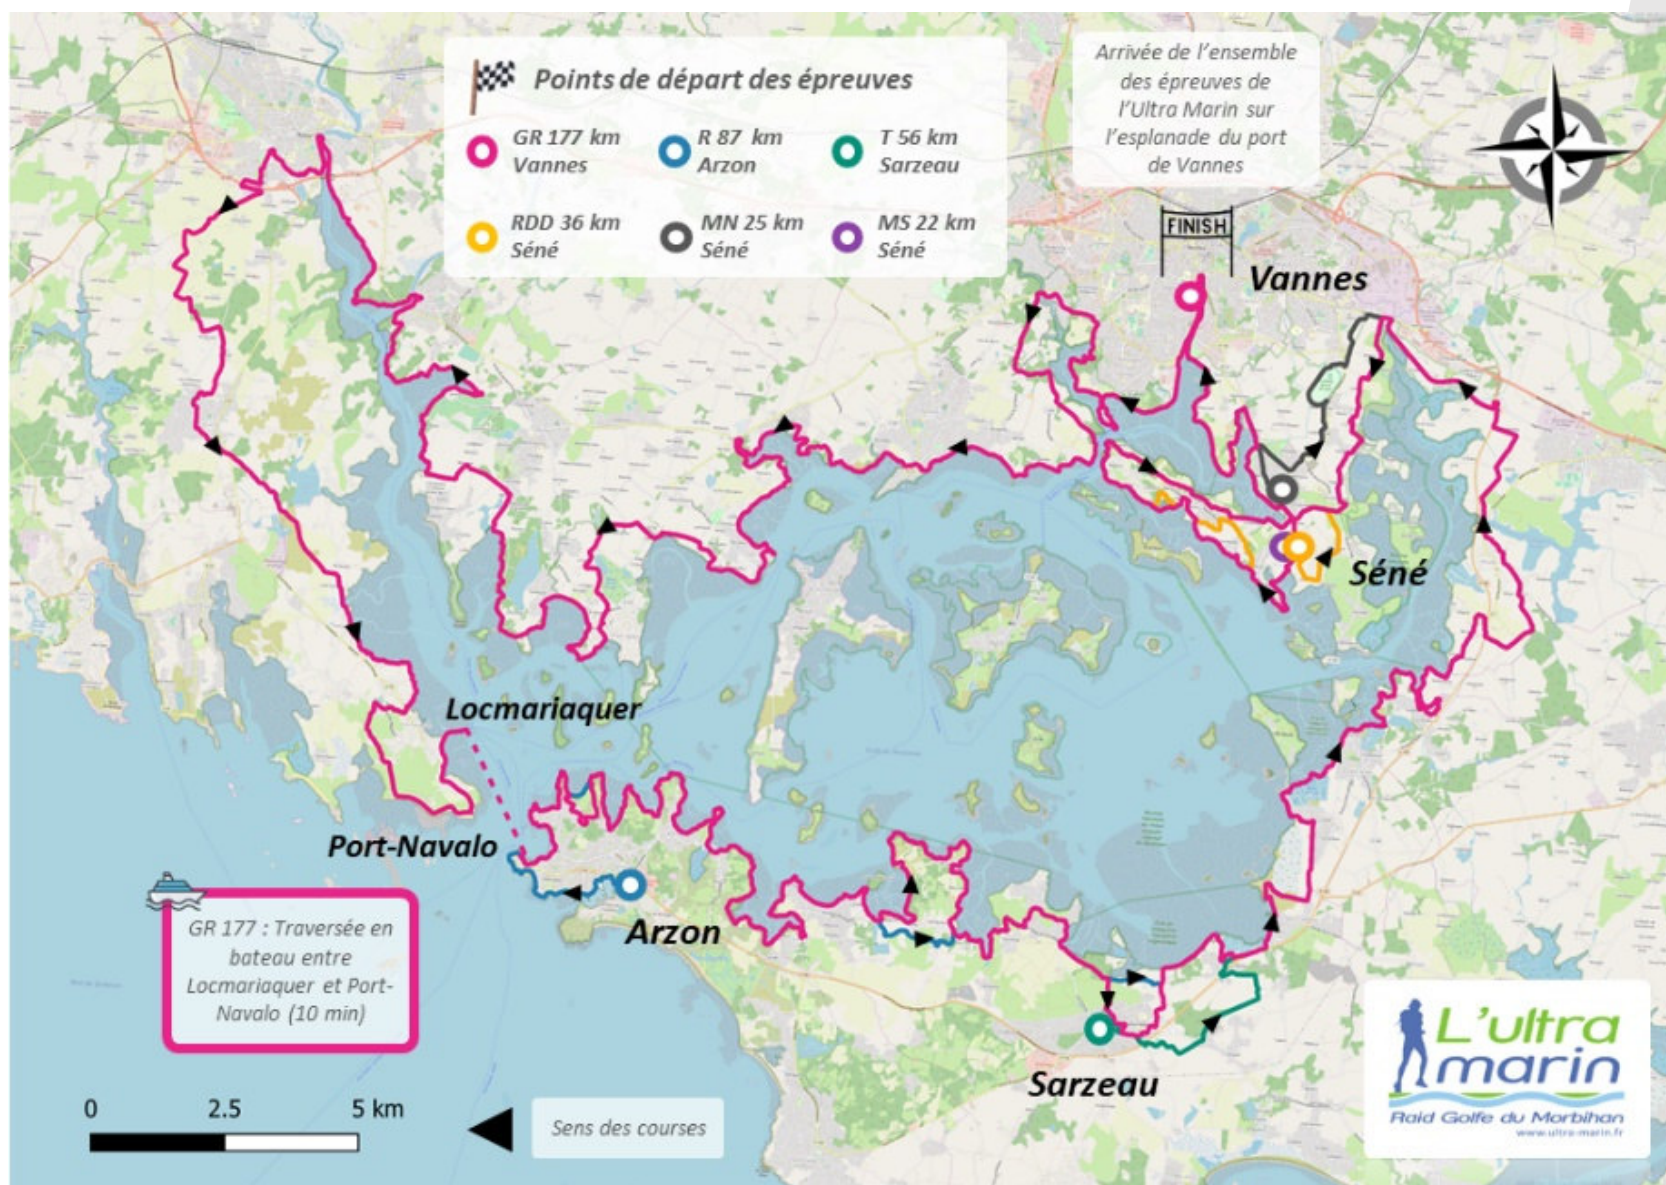 Points de départ des épreuves
GR 177 km
Vannes
R 87 km
Arzon
T 56 km
Sarzeau
RDD 36 km
Séné
MN 25 km
Séné
MS 22 km
Séné
Arrivée de l'ensemble
des épreuves de
l'Ultra Marin sur
l'esplanade du port
de Vannes
FINISH
Vannes
Séné
Locmariaquer
Port-Navalo
Arzon
Sarzeau
GR 177 : Traversée en
bateau entre
Locmariaquer et Port-
Navalo (10 min)
0 2.5 5 km
Sens des courses
L'ultra
marin
Raid Golfe du Morbihan
www.ultra-marin.fr